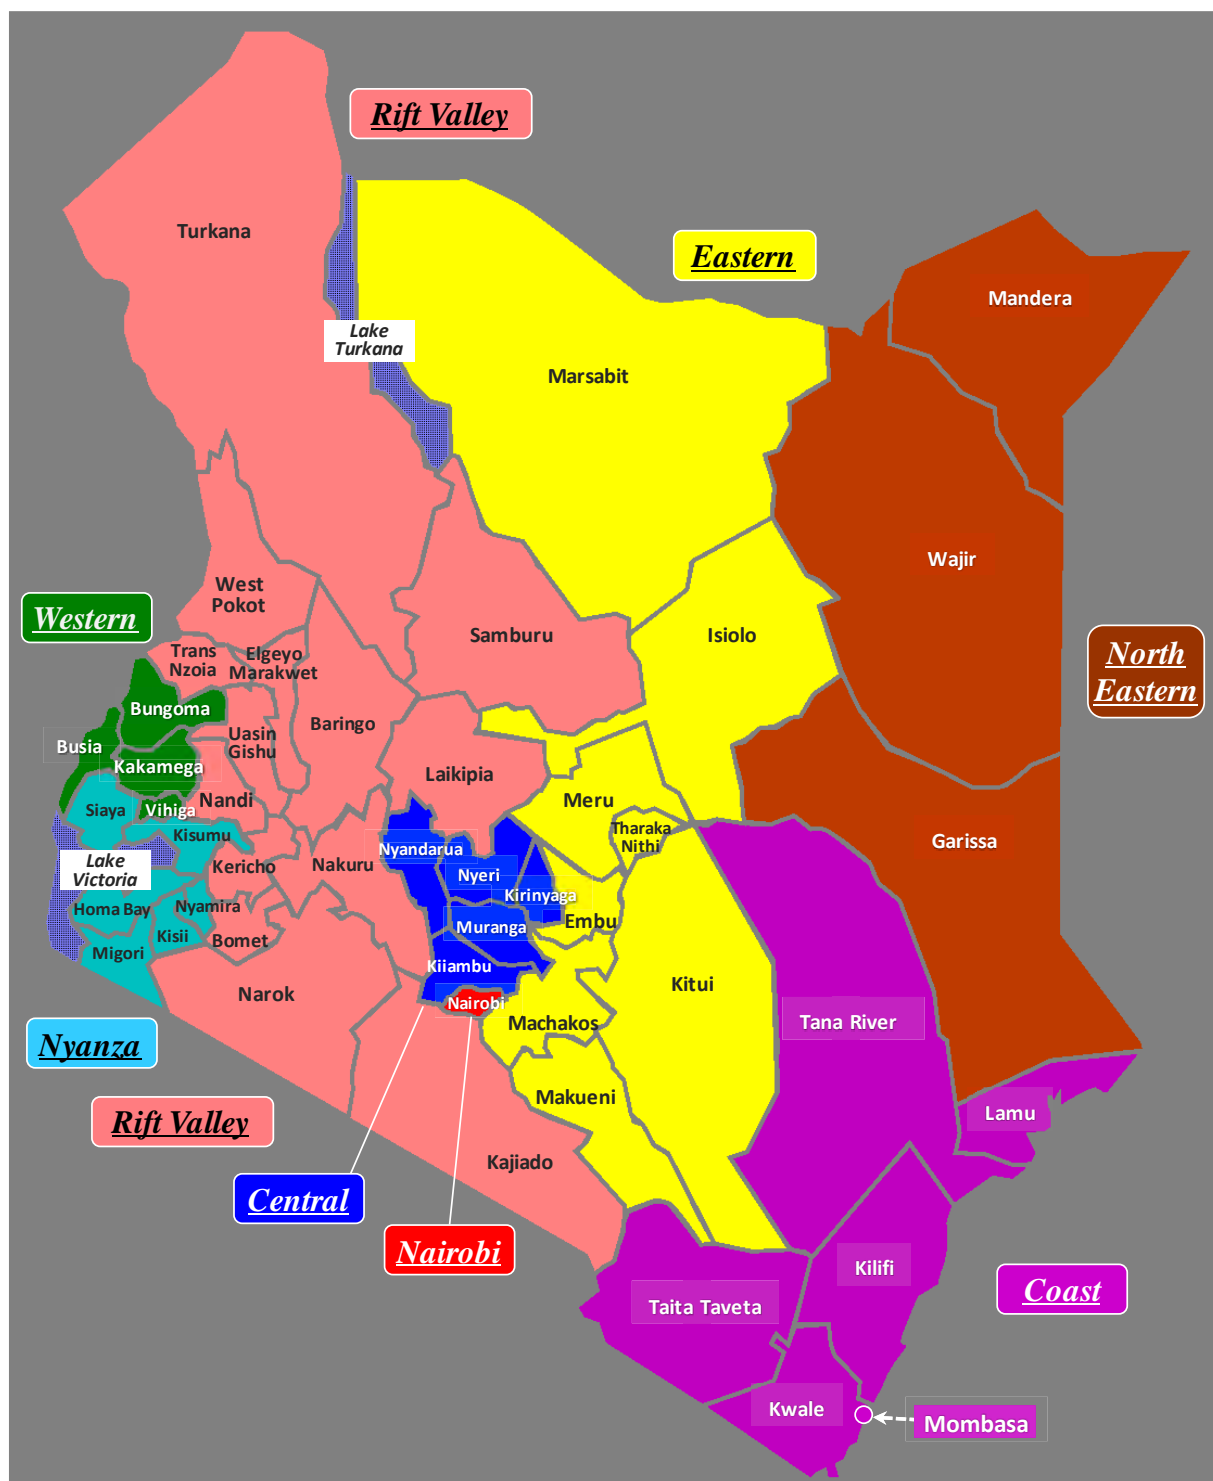 Rift Valley
Turkana
Eastern
Mandera
Lake
Turkana
Marsabit
Wajir
West
Pokot
Western
Samburu
Isiolo
North
Eastern
Trans
Nzoia
Elgeyo
Marakwet
Bungoma
Baringo
Uasin
Gishu
Busia
Kakamega
Laikipia
Nandi
Meru
Siaya
Vihiga
Kisumu
Tharaka
Nithi
Garissa
Nyandarua
Lake
Victoria
Kericho
Nakuru
Nyeri
Kirinyaga
Homa Bay
Nyamira
Embu
Muranga
Kisii
Bomet
Migori
Kiiambu
Narok
Kitui
Nairobi
Machakos
Tana River
Nyanza
Makueni
Lamu
Rift Valley
Kajiado
Central
Nairobi
Kilifi
Coast
Taita Taveta
Kwale
Mombasa